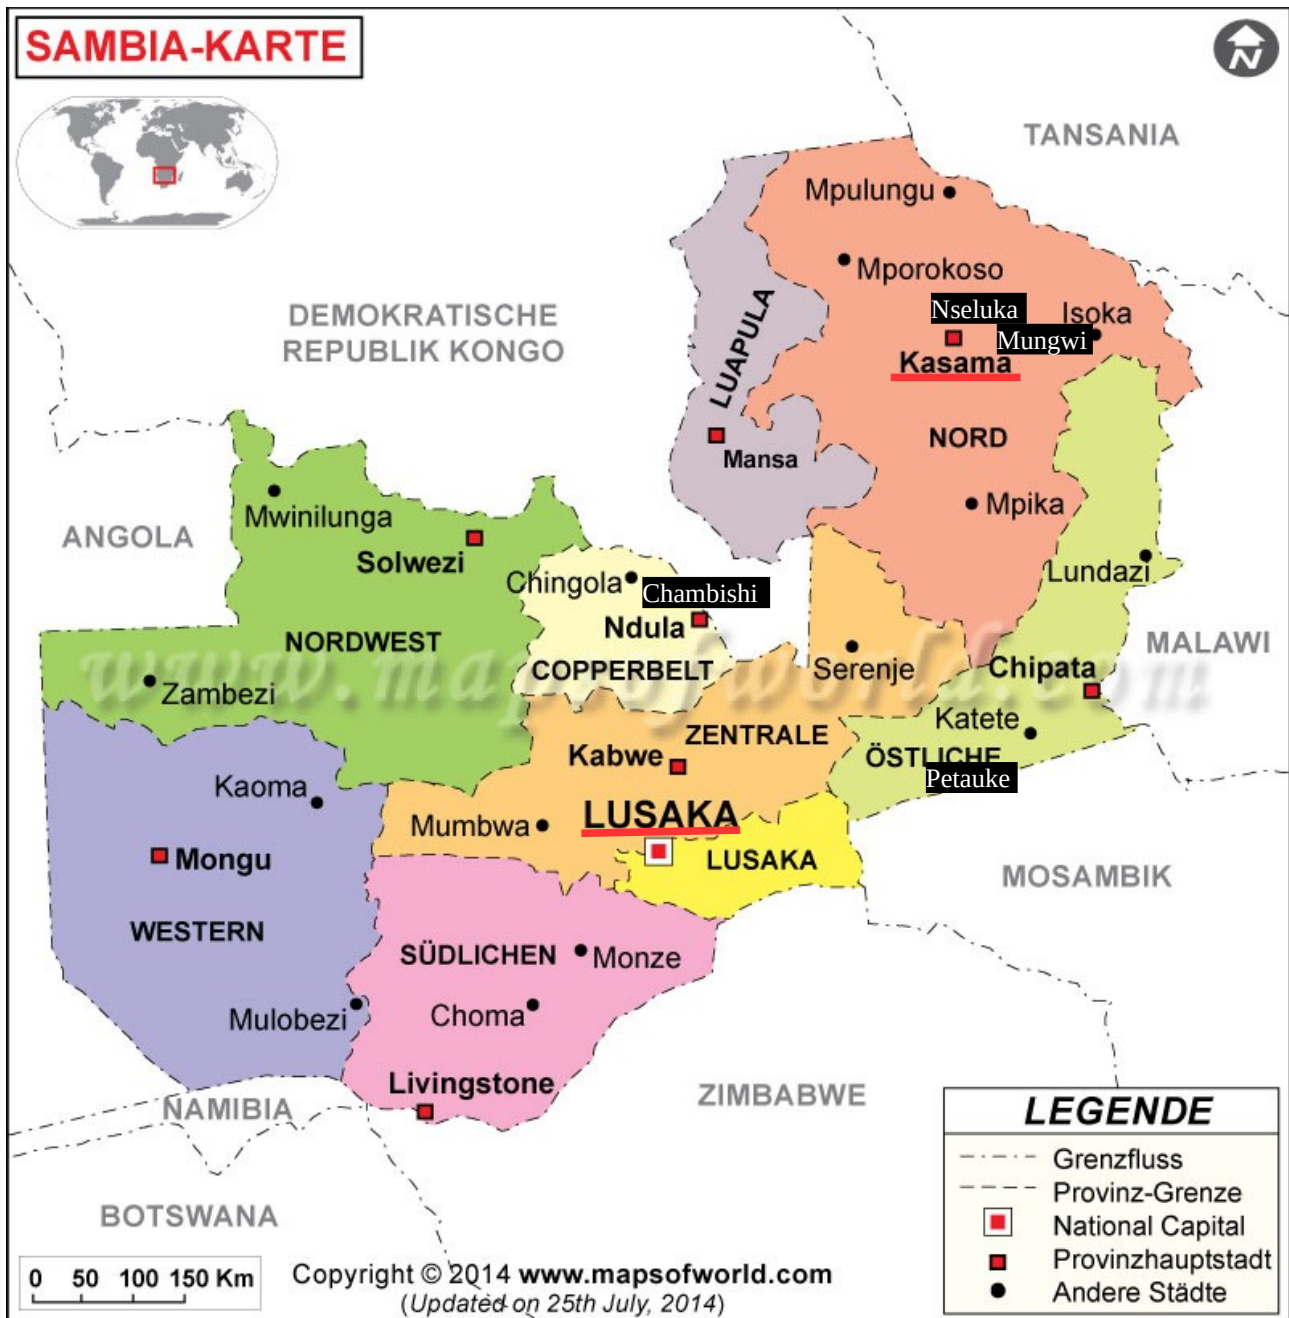 SAMBIA-KARTE
N
TANSANIA
Mpulungu
Mporokoso
DEMOKRATISCHE
REPUBLIK KONGO
Nseluka
Isoka
Mungwi
Kasama
LUAPULA
NORD
Mansa
Mpika
Mwinilunga
ANGOLA
Solwezi
Chingola
Chambishi
Lundazi
Ndula
NORDWEST
COPPERBELT
MALAWI
Serenje
Chipata
www.mapsofworld.com
Zambezi
Katete
ZENTRALE
Kabwe
ÖSTLICHE
Petauke
Kaoma
LUSAKA
Mumbwa
Mongu
LUSAKA
MOSAMBIK
WESTERN
SÜDLICHEN
Monze
Mulobezi
Choma
Livingstone
ZIMBABWE
NAMIBIA
BOTSWANA
LEGENDE
Grenzfluss
Provinz-Grenze
National Capital
Provinzhauptstadt
Andere Städte
0 50 100 150 Km
Copyright © 2014 www.mapsofworld.com
(Updated on 25th July, 2014)